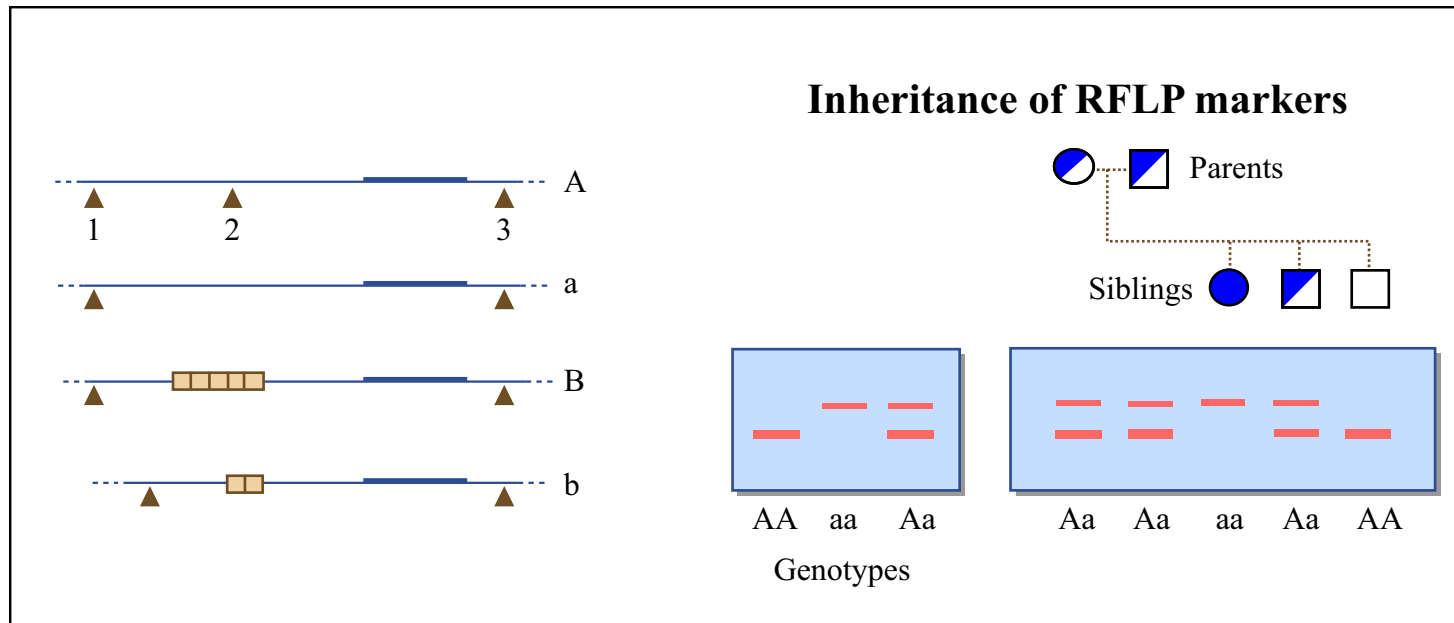 Inheritance of RFLP markers
A
1 2 3
a
B
b
Parents
Siblings
AA aa Aa
Genotypes
Aa Aa aa Aa AA